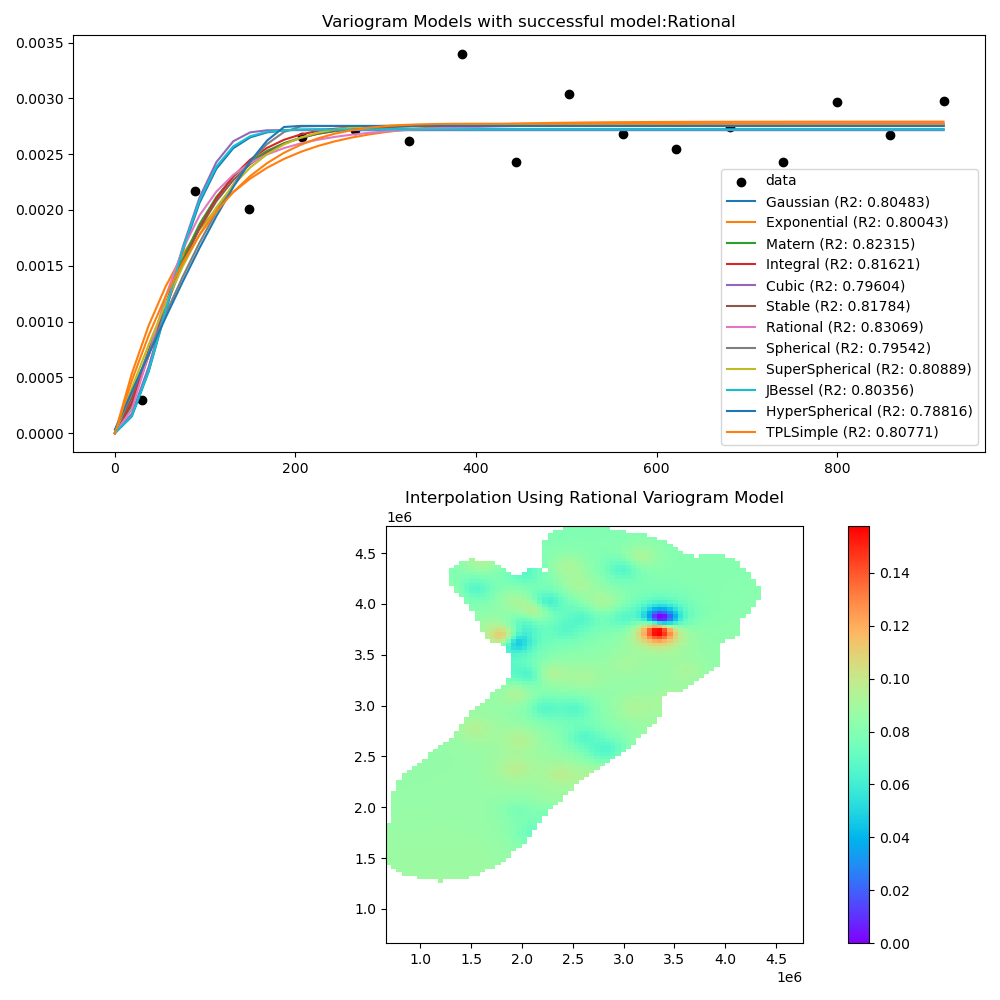 Variogram Models with successful model:Rational
0.0035
0.0030
0.0025
0.0020
0.0015
0.0010
0.0005
0.0000
data
Gaussian (R2: 0.80483)
Exponential (R2: 0.80043)
Matern (R2: 0.82315)
Integral (R2: 0.81621)
Cubic (R2: 0.79604)
Stable (R2: 0.81784)
Rational (R2: 0.83069)
Spherical (R2: 0.79542)
SuperSpherical (R2: 0.80889)
JBessel (R2: 0.80356)
HyperSpherical (R2: 0.78816)
TPLSimple (R2: 0.80771)
0 200 400 600 800
Interpolation Using Rational Variogram Model
1e6
4.5
4.0
3.5
3.0
2.5
2.0
1.5
1.0
1.0 1.5 2.0 2.5 3.0 3.5 4.0 4.5
1e6
0.14
0.12
0.10
0.08
0.06
0.04
0.02
0.00